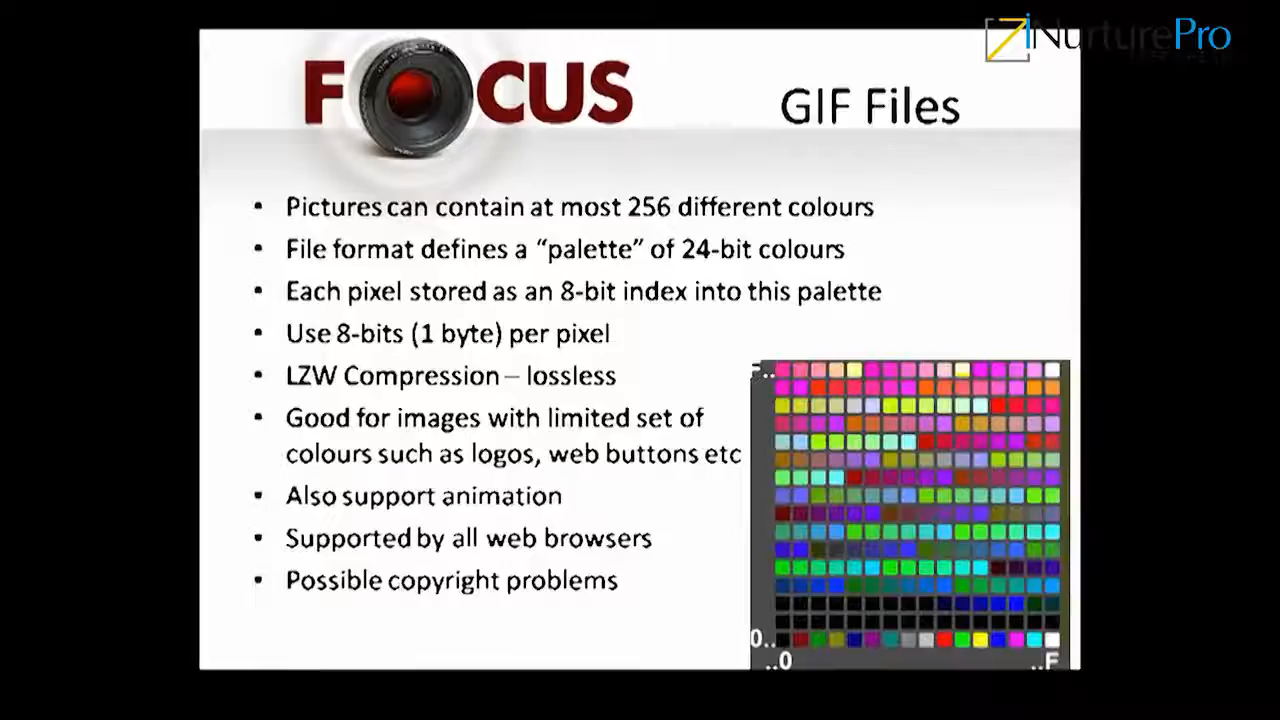 iNurturePro
FOCUS
GIF Files
• Pictures can contain at most 256 different colours
• File format defines a “palette” of 24-bit colours
• Each pixel stored as an 8-bit index into this palette
• Use 8-bits (1 byte) per pixel
• LZW Compression – lossless
• Good for images with limited set of
colours such as logos, web buttons etc
• Also support animation
• Supported by all web browsers
• Possible copyright problems
F..
0..
..0 ..F